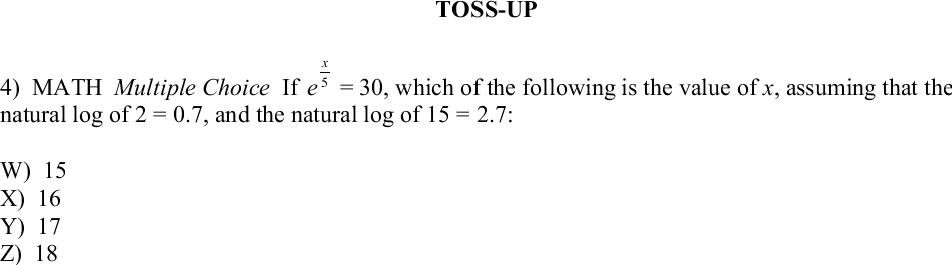 TOSS-UP
4) MATH Multiple Choice If e^{\frac{x}{5}} = 30, which of the following is the value of x, assuming that the
natural log of 2 = 0.7, and the natural log of 15 = 2.7:
W) 15
X) 16
Y) 17
Z) 18